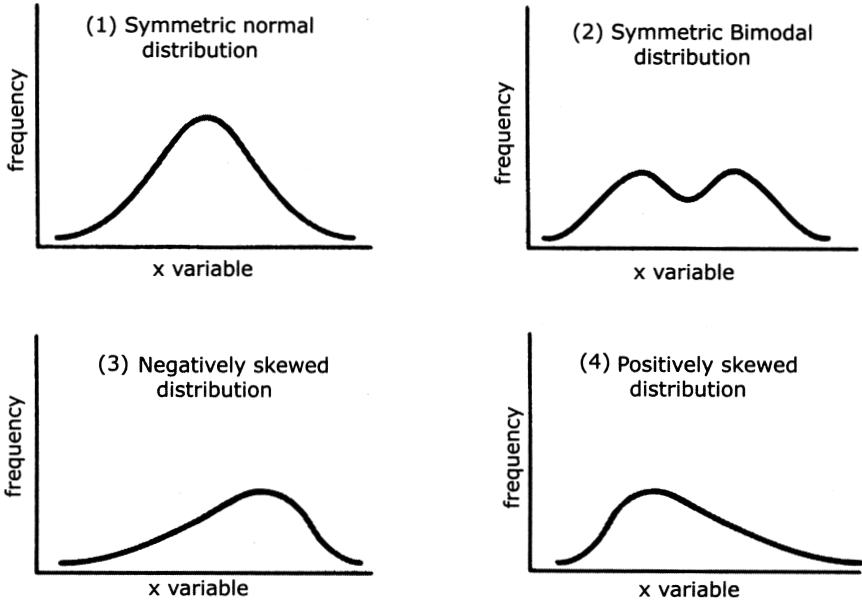 (1) Symmetric normal
distribution
frequency
x variable
(2) Symmetric Bimodal
distribution
frequency
x variable
(3) Negatively skewed
distribution
frequency
x variable
(4) Positively skewed
distribution
frequency
x variable